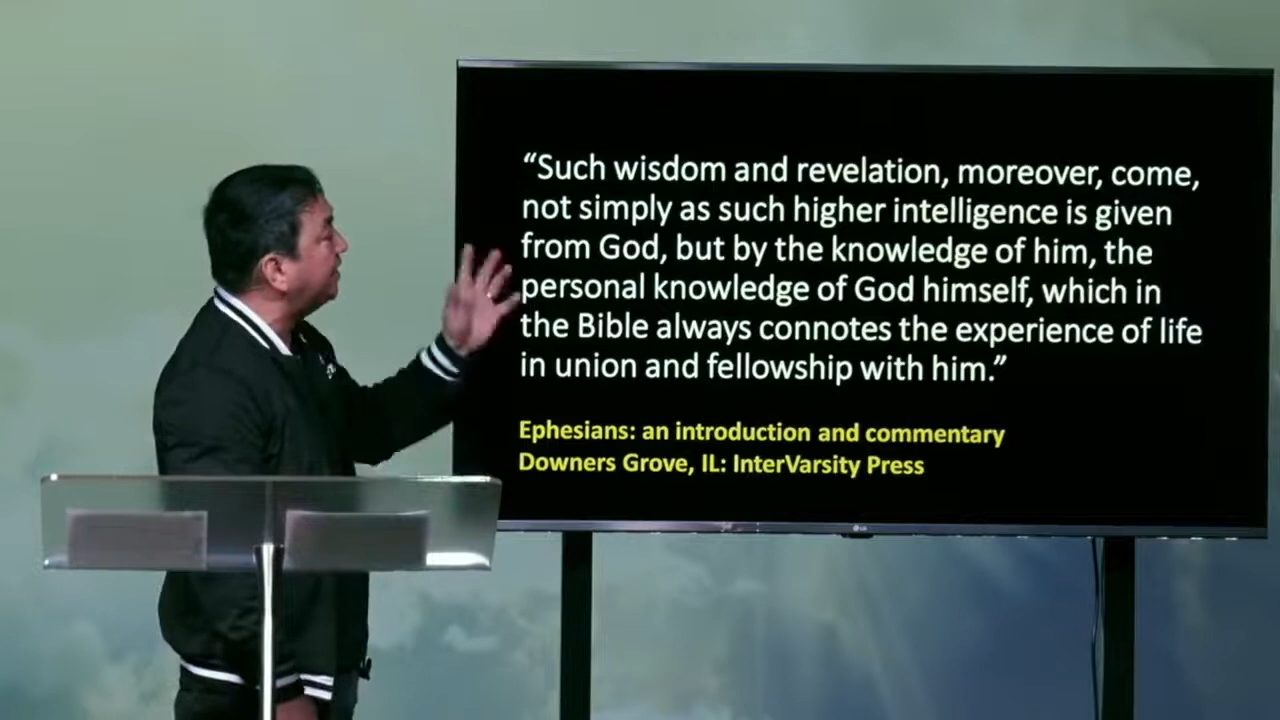 “Such wisdom and revelation, moreover, come,
not simply as such higher intelligence is given
from God, but by the knowledge of him, the
personal knowledge of God himself, which in
the Bible always connotes the experience of life
in union and fellowship with him.”
Ephesians: an introduction and commentary
Downers Grove, IL: InterVarsity Press
LG